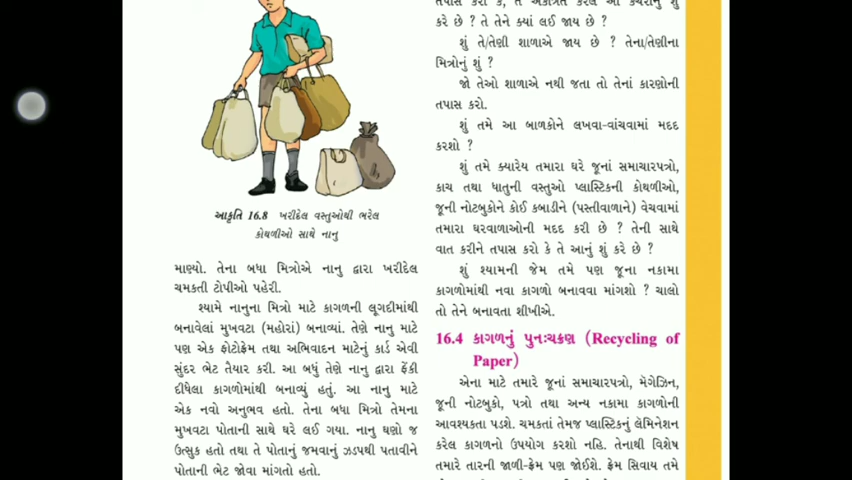 આકૃતિ 16.8 ખરીદેલ વસ્તુઓથી ભરેલ
કોથળીઓ સાથે નાનુ
માણ્યો. તેના બધા મિત્રોએ નાનુ દ્વારા ખરીદેલ
ચમકતી ટોપીઓ પહેરી.
શ્યામે નાનુના મિત્રો માટે કાગળની લૂગદીમાંથી
બનાવેલાં મુખવટા (મહોરાં) બનાવ્યાં. તેણે નાનુ માટે
પણ એક ફોટોફ્રેમ તથા અભિવાદન માટેનું કાર્ડ એવી
સુંદર ભેટ તૈયાર કરી. આ બધું તેણે નાનુ દ્વારા ફેંકી
દીધેલા કાગળોમાંથી બનાવ્યું હતું. આ નાનુ માટે
એક નવો અનુભવ હતો. તેના બધા મિત્રો તેમના
મુખવટા પોતાની સાથે ઘરે લઈ ગયા. નાનુ ઘણો જ
ઉત્સુક હતો તથા તે પોતાનું જમવાનું ઝડપથી પતાવીને
પોતાની ભેટ જોવા માંગતો હતો.
તપાસ કરો કે, તે એકત્રિત કરેલ આ કચરાનું શું
કરે છે ? તે તેને ક્યાં લઈ જાય છે ?
શું તે/તેણી શાળાએ જાય છે ? તેના/તેણીના
મિત્રોનું શું ?
જો તેઓ શાળાએ નથી જતા તો તેનાં કારણોની
તપાસ કરો.
શું તમે આ બાળકોને લખવા-વાંચવામાં મદદ
કરશો ?
શું તમે ક્યારેય તમારા ઘરે જૂનાં સમાચારપત્રો,
કાચ તથા ધાતુની વસ્તુઓ પ્લાસ્ટિકની કોથળીઓ,
જૂની નોટબુકોને કોઈ કબાડીને (પસ્તીવાળાને) વેચવામાં
તમારા ઘરવાળાઓની મદદ કરી છે ? તેની સાથે
વાત કરીને તપાસ કરો કે તે આનું શું કરે છે ?
શું શ્યામની જેમ તમે પણ જૂના નકામા
કાગળોમાંથી નવા કાગળો બનાવવા માંગશો ? ચાલો
તો તેને બનાવતા શીખીએ.
16.4 કાગળનું પુનઃચક્રણ (Recycling of
Paper)
એના માટે તમારે જૂનાં સમાચારપત્રો, મૅગેઝિન,
જૂની નોટબુકો, પત્રો તથા અન્ય નકામા કાગળોની
આવશ્યકતા પડશે. ચમકતાં તેમજ પ્લાસ્ટિકનું લેમિનેશન
કરેલ કાગળનો ઉપયોગ કરશો નહિ. તેનાથી વિશેષ
તમારે તારની જાળી-ફ્રેમ પણ જોઈશે. ફ્રેમ સિવાય તમે